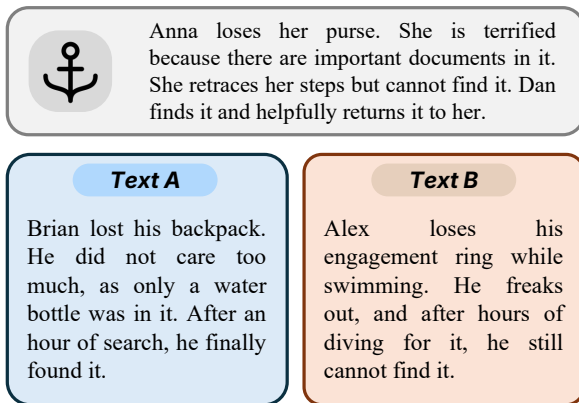 Anna loses her purse. She is terrified
because there are important documents in it.
She retraces her steps but cannot find it. Dan
finds it and helpfully returns it to her.
Text A
Brian lost his backpack.
He did not care too
much, as only a water
bottle was in it. After an
hour of search, he finally
found it.
Text B
Alex loses his
engagement ring while
swimming. He freaks
out, and after hours of
diving for it, he still
cannot find it.